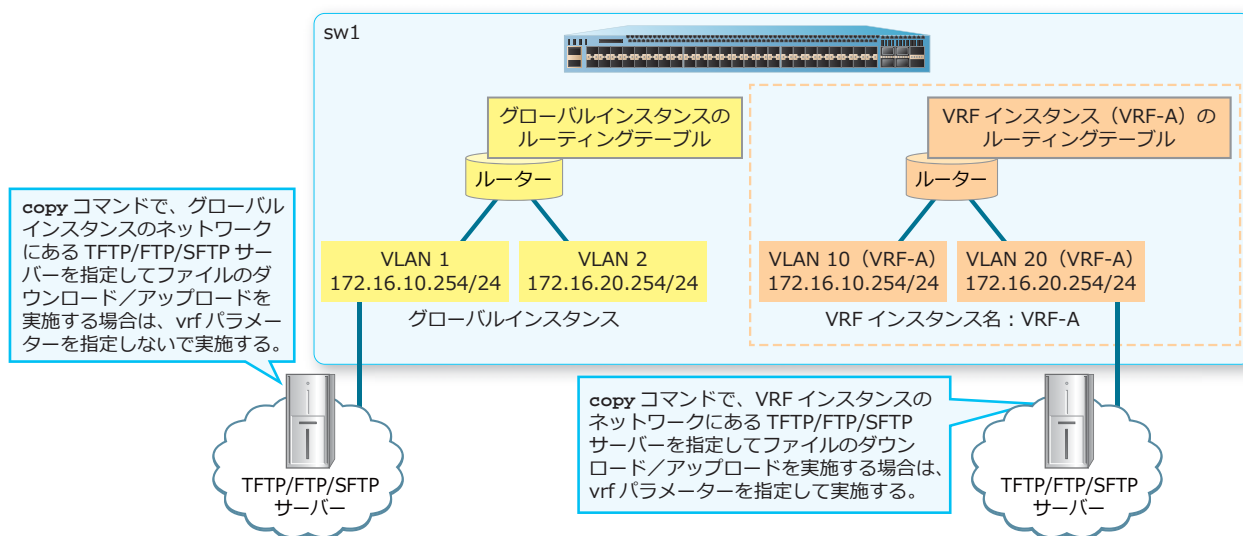 sw1
グローバルインスタンスの
ルーティングテーブル
VRF インスタンス（VRF-A）の
ルーティングテーブル
ルーター
ルーター
copy コマンドで、グローバル
インスタンスのネットワーク
にある TFTP/FTP/SFTP サー
バーを指定してファイルのダ
ウンロード／アップロードを
実施する場合は、vrf パラメー
ターを指定しないで実施する。
VLAN 1
172.16.10.254/24
VLAN 2
172.16.20.254/24
VLAN 10（VRF-A）
172.16.10.254/24
VLAN 20（VRF-A）
172.16.20.254/24
グローバルインスタンス
VRF インスタンス名：VRF-A
copy コマンドで、VRF インスタンスの
ネットワークにある TFTP/FTP/SFTP
サーバーを指定してファイルのダウン
ロード／アップロードを実施する場合は、
vrf パラメーターを指定して実施する。
TFTP/FTP/SFTP
サーバー
TFTP/FTP/SFTP
サーバー